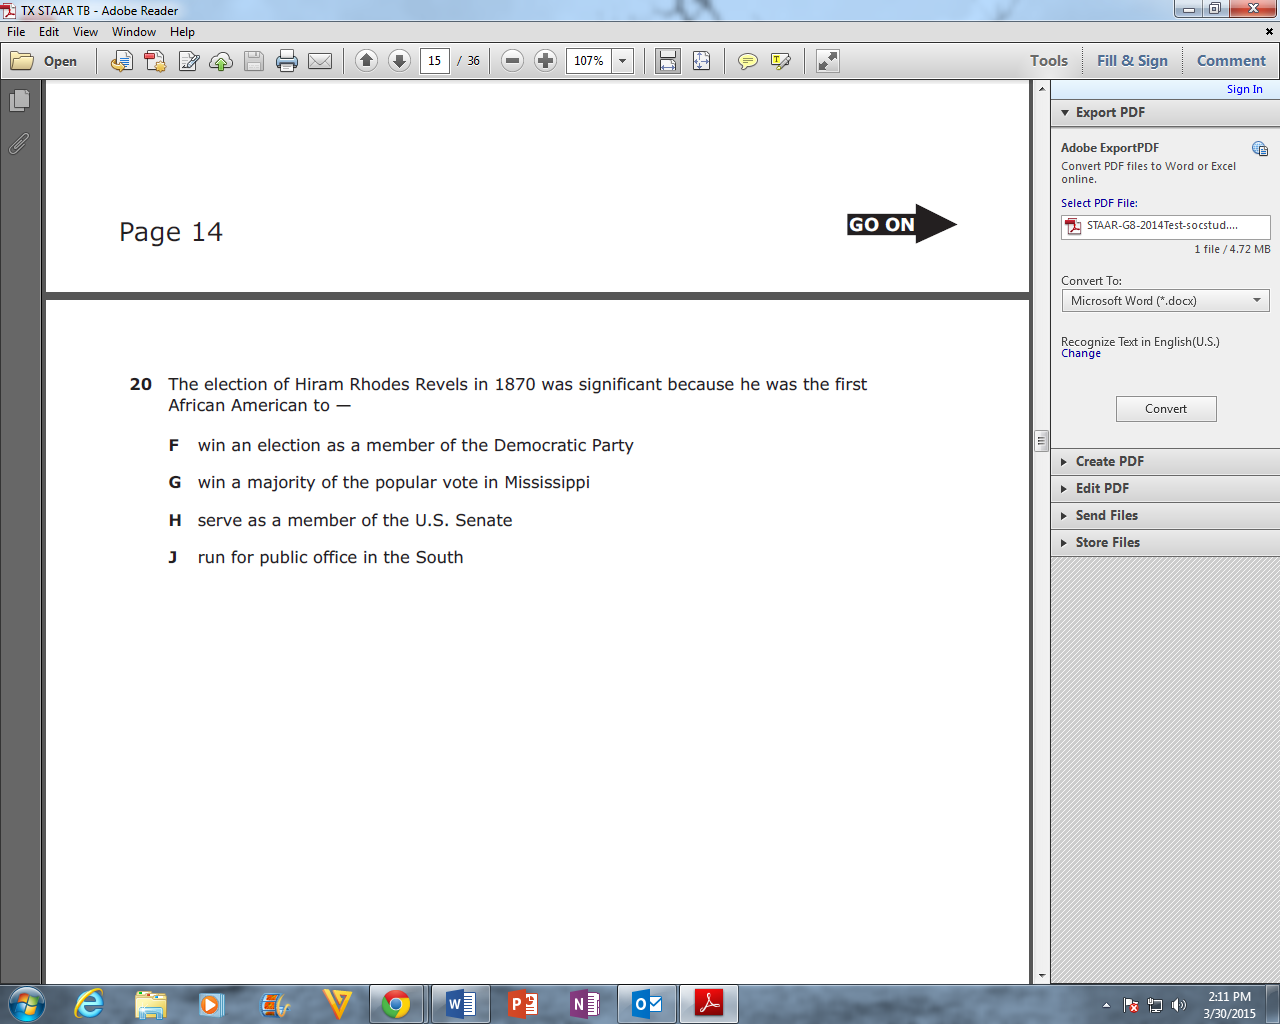 TX STAAR TB - Adobe Reader
File Edit View Window Help
Open 15 / 36 107% Tools Fill & Sign Comment
Sign In
Export PDF
Adobe ExportPDF
Convert PDF files to Word or Excel
online.
Select PDF File:
STAAR-G8-2014Test-socstud....
1 file / 4.72 MB
Convert To:
Microsoft Word (*.docx)
Recognize Text in English(U.S.)
Change
Convert
Create PDF
Edit PDF
Send Files
Store Files
Page 14
GO ON
20 The election of Hiram Rhodes Revels in 1870 was significant because he was the first
African American to —
F win an election as a member of the Democratic Party
G win a majority of the popular vote in Mississippi
H serve as a member of the U.S. Senate
J run for public office in the South
2:11 PM
3/30/2015